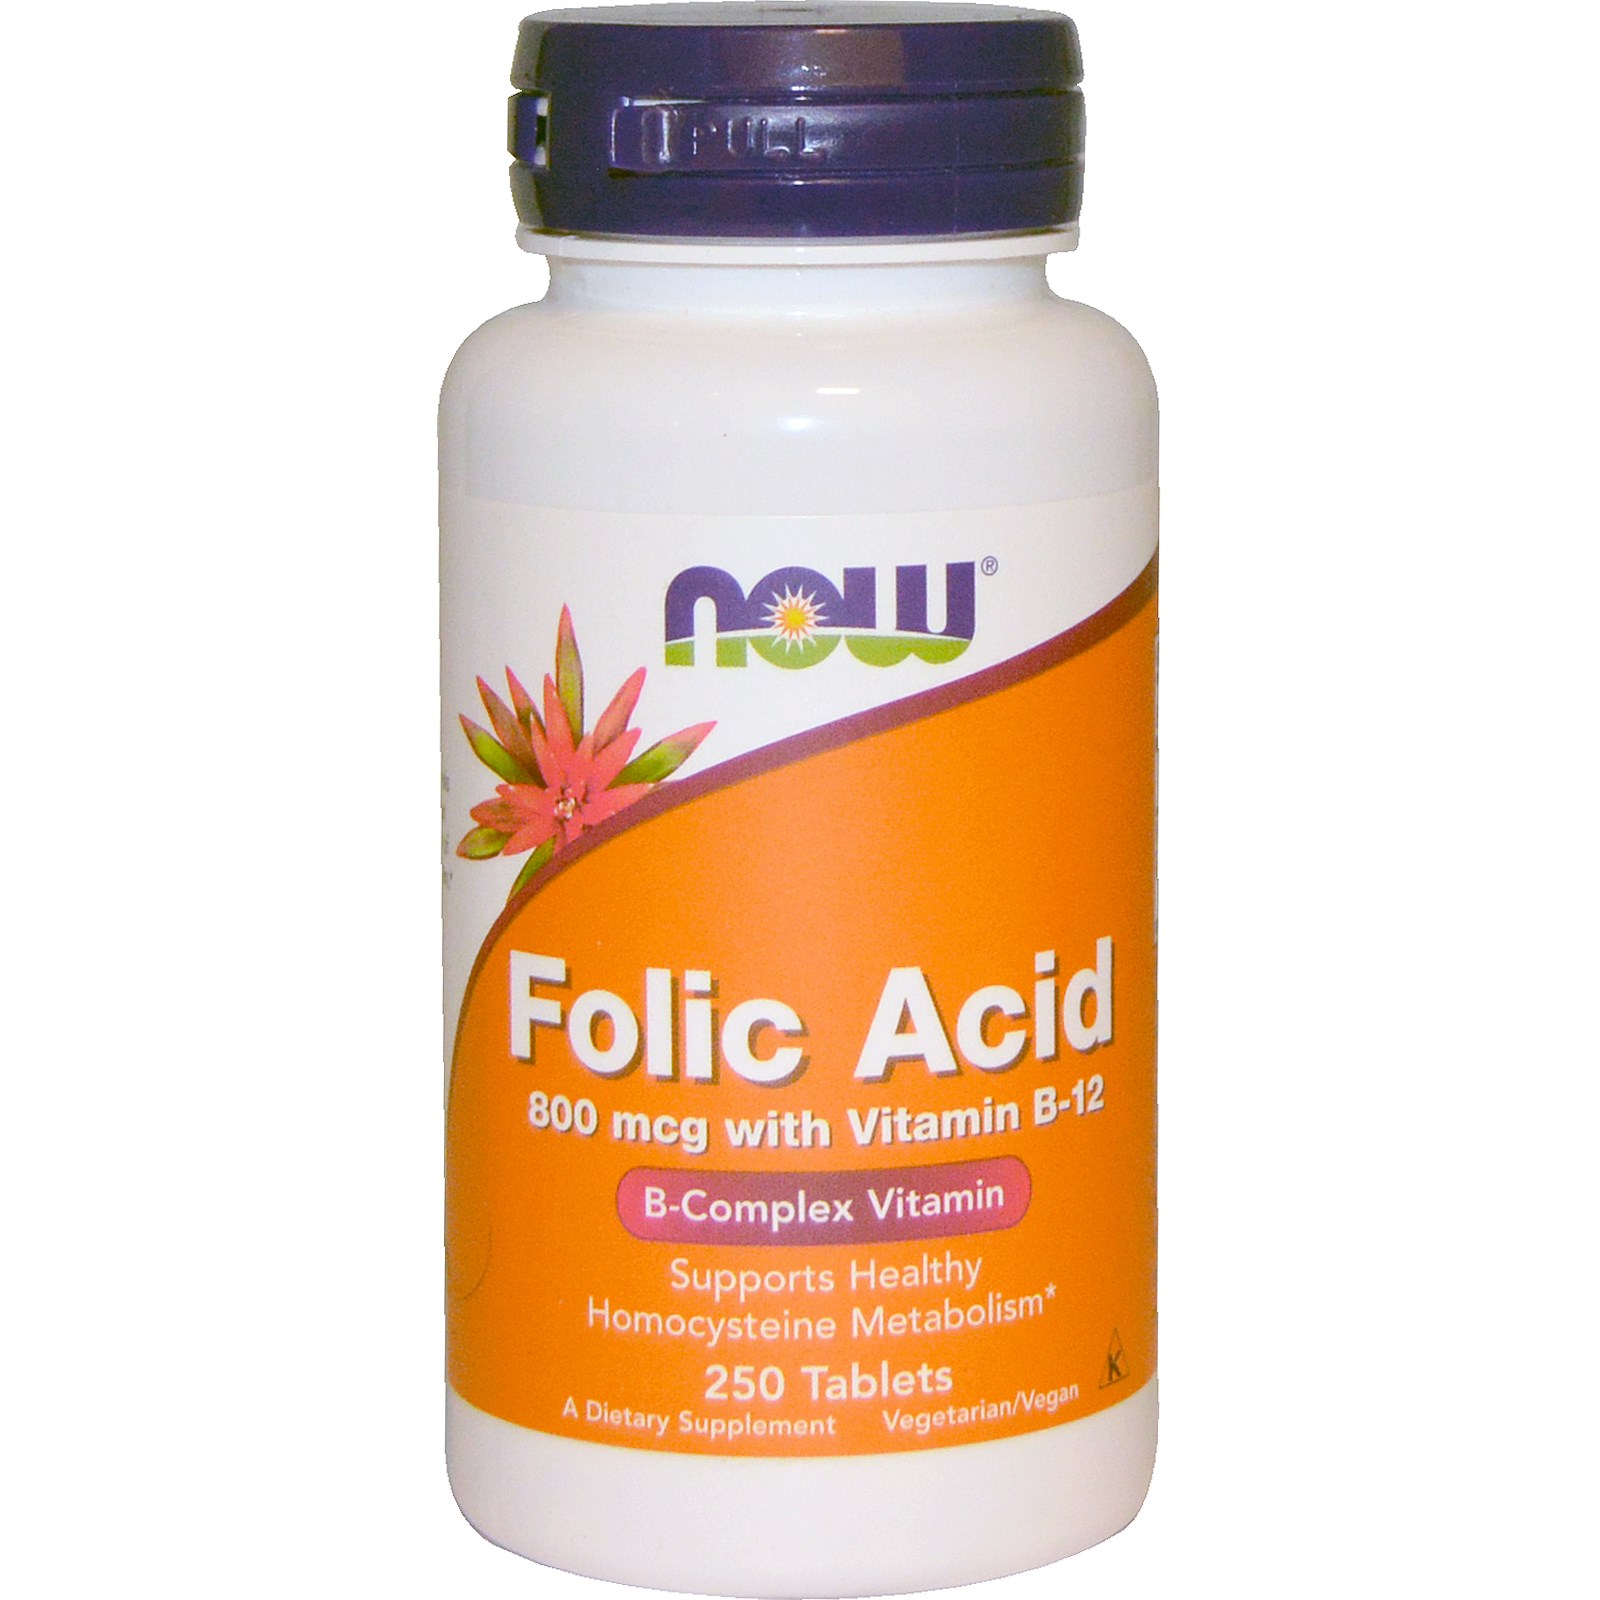 PULL
NOW®
Folic Acid
800 mcg with Vitamin B-12
B-Complex Vitamin
Supports Healthy
Homocysteine Metabolism*
250 Tablets
A Dietary Supplement Vegetarian/Vegan
K